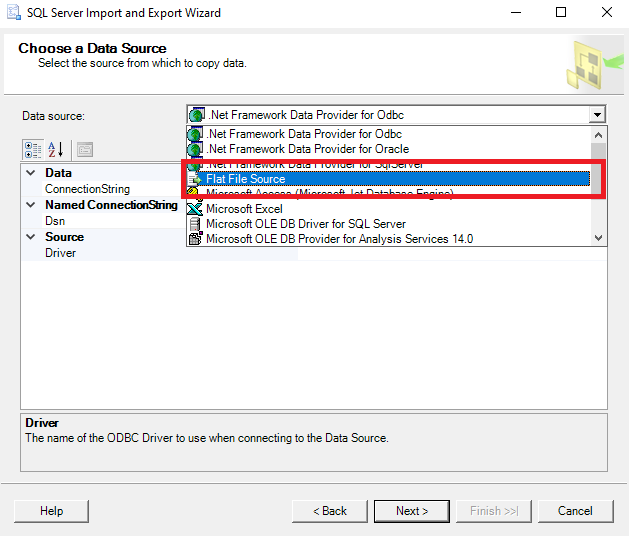 SQL Server Import and Export Wizard
Choose a Data Source
Select the source from which to copy data.
Data source:
.Net Framework Data Provider for Odbc
.Net Framework Data Provider for Odbc
.Net Framework Data Provider for Oracle
.Net Framework Data Provider for SqlServer
Flat File Source
Microsoft Access (Microsoft Jet Database Engine)
Microsoft Excel
Microsoft OLE DB Driver for SQL Server
Microsoft OLE DB Provider for Analysis Services 14.0
Data
ConnectionString
Named ConnectionString
Dsn
Source
Driver
Driver
The name of the ODBC Driver to use when connecting to the Data Source.
Help
< Back
Next >
Finish >>|
Cancel